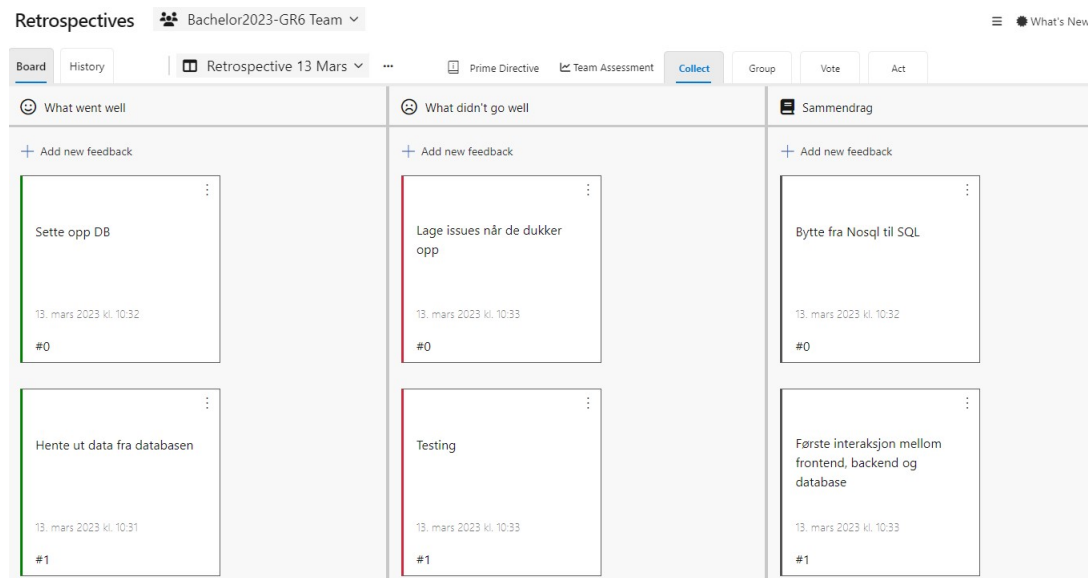 Retrospectives Bachelor2023-GR6 Team What's New
Board History Retrospective 13 Mars ... Prime Directive Team Assessment Collect Group Vote Act
What went well
Add new feedback
Sette opp DB
13. mars 2023 kl. 10:32
#0
Hente ut data fra databasen
13. mars 2023 kl. 10:31
#1
What didn't go well
Add new feedback
Lage issues når de dukker
opp
13. mars 2023 kl. 10:33
#0
Testing
13. mars 2023 kl. 10:33
#1
Sammendrag
Add new feedback
Bytte fra Nosql til SQL
13. mars 2023 kl. 10:32
#0
Første interaksjon mellom
frontend, backend og
database
13. mars 2023 kl. 10:33
#1